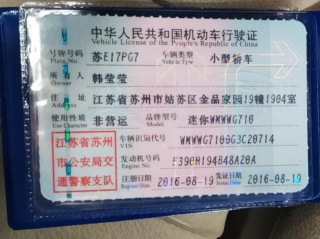 中华人民共和国机动车行驶证
Vehicle License of the People's Republic of China
号牌号码 苏E17PG7 车辆类型 小型轿车
Plate No. Vehicle Type
所有人 韩莹莹
Owner
住址 江苏省苏州市姑苏区金品家园19幢1904室
Address
使用性质 非营运 品牌型号 迷你WMWWG710
Use Character Model
江苏省苏州市公安局交通警察支队
车辆识别代号 WMWWG7100G3C20714
VIN
发动机号码
Engine No.
注册日期 2016-08-19 发证日期 2016-08-19
Register Date Issue Date